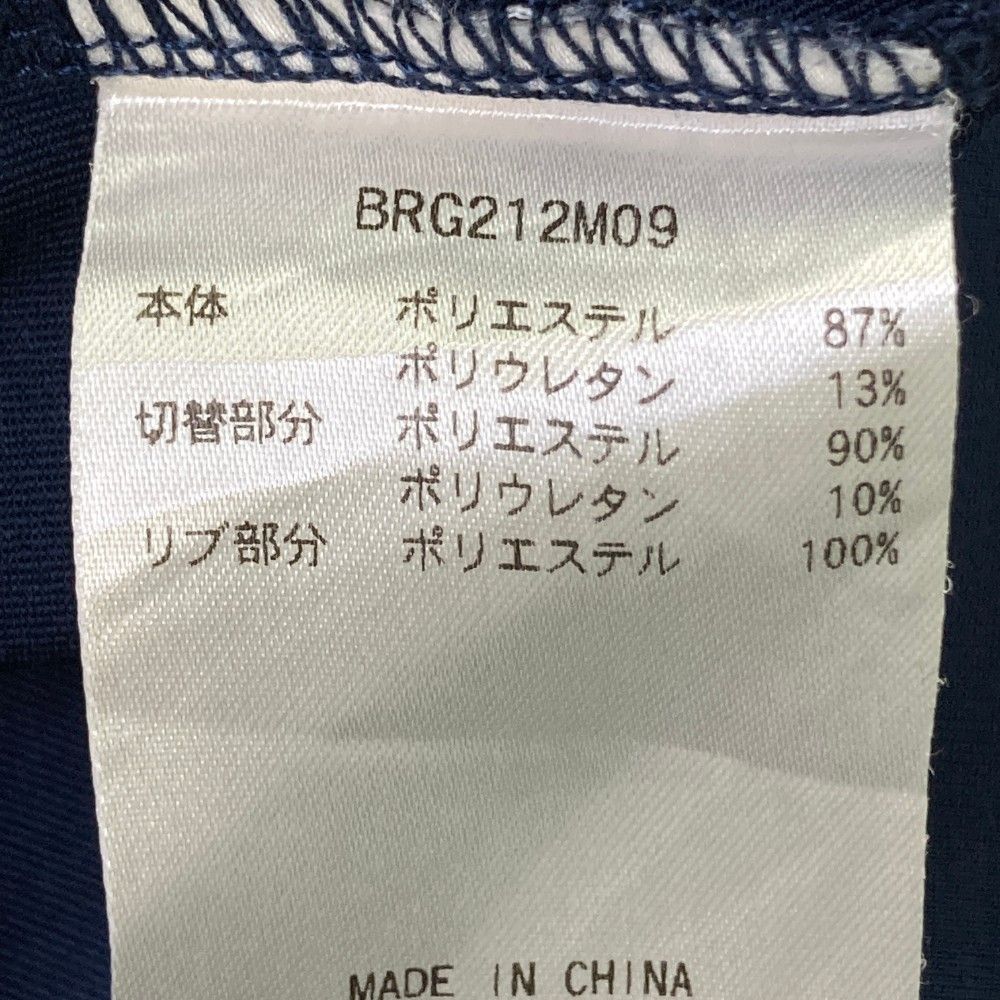 BRG212M09
本体 ポリエステル 87%
ポリウレタン 13%
切替部分 ポリエステル 90%
ポリウレタン 10%
リブ部分 ポリエステル 100%
MADE IN CHINA